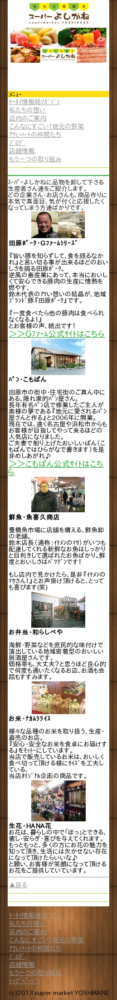 地元に笑顔を
スーパーよしかね
supermarket YOSHIKANE
スーパーよしかね
ﾒﾆｭｰ
ｹｰﾀｲ情報局ﾏｶﾞｼﾞﾝ
私たちの想い
店内のご案内
こんなにすごい!地元の野菜
ｱﾂいﾊｰﾄの仲間たち
ﾌﾞﾛｸﾞ
店舗情報
もう一つの取り組み
ｽｰﾊﾟｰよしかねに品物を卸して下さる
生産者さん達をご紹介します。
どの企業さん・お店さんも、商品作りに
本気で真面目、気が付くと応援したく
なってしまう方達ばかりです。
田原ﾎﾟｰｸ・Gﾌｧｰﾑｼﾘｰｽﾞ
『旨い豚を知らずして、食を語るなか
れ』と言い切る事が出来るほどのおい
しさを誇る田原ﾎﾟｰｸ。
逆風の畜産業にあって、本当においし
くて安心できる豚肉の生産に情熱を
燃やす、
鈴木代表のｱﾂい想いの結晶が、地域
ﾌﾞﾗﾝﾄﾞ豚『田原ﾎﾟｰｸ』です。
『一度食べたら他の豚肉は食べられ
なくなるよ!』
とお客様の声、続出です!
>>Gﾌｧｰﾑ公式ｻｲﾄはこちら
ﾊﾟﾝ・こもぱん
田原市の街中・住宅街のご真ん中に
ある、隠れ家的ﾊﾟﾝ屋さん。
長年有名ﾊﾟﾝ店で修業したご主人が
奥様の夢である『地元に愛されるﾊﾟﾝ
屋さんと作る』と2006年に開業。
現在では、遠く名古屋や浜松市からも
お客様が目指してやって来るほどの
人気店になりました。
ご夫妻で創り上げたおいしいぱん(こ
もぱんではひらがなで書きます)を是
非めしあがれ♪
>>こもぱん公式ｻｲﾄはこち
ら
鮮魚・魚喜久商店
豊橋魚市場に店舗を構える、鮮魚卸
の老舗。
鈴木店長(通称:ｲｹﾒﾝのﾏｻ)がいつも
配達してくれる新鮮なお魚はしっかり
と目利きして選ばれたお魚ばかり。鮮
度とおいしさはﾊﾞﾂｸﾞﾝです!
もし店内で見かけたら、是非『ｲｹﾒﾝの
ﾏｻさん!』とお声掛け頂けると、とって
も喜びます(笑)
お弁当・和らしべや
海鮮・野菜などを庶民的な味付けで
演出している地域密着型のおいしい
居酒屋さんです。
価格帯も、大丈夫?と思うほど良心的
で何度も通いたくなるお店、お酒も会
話もすすみます。
お米・ﾅｶﾑﾗﾗｲｽ
様々な品種のお米を取り扱う、生産・
直売のお店。
『安心・安全なお米を食卓にお届けす
る』をﾓｯﾄｰにしています。
当店で販売しているお米は、おいしく
食べ切って頂ける様にｻｲｽﾞを工夫し
ている、
当店ｵﾘｼﾞﾅﾙ企画の商品です。
生花・HANA花
お花は、暮らしの中で「ほっ」とできる、
癒し・安らぎ・喜びを与えてくれます。
もっともっと、多くの方にお花の魅力を
知って頂き、生活には欠かせない存在
になって頂けたらいいな♪
と願い、お客様が笑顔になって頂ける
お花をご提供していています。
▲戻る
ｹｰﾀｲ情報局ﾏｶﾞｼﾞﾝ
私たちの想い
店内のご案内
こんなにすごい!地元の野菜
ｱﾂいﾊｰﾄの仲間たち
ﾌﾞﾛｸﾞ
店舗情報
もう一つの取り組み
ﾄｯﾌﾟﾍﾟｰｼﾞ
(c)2013 super market YOSHIKANE